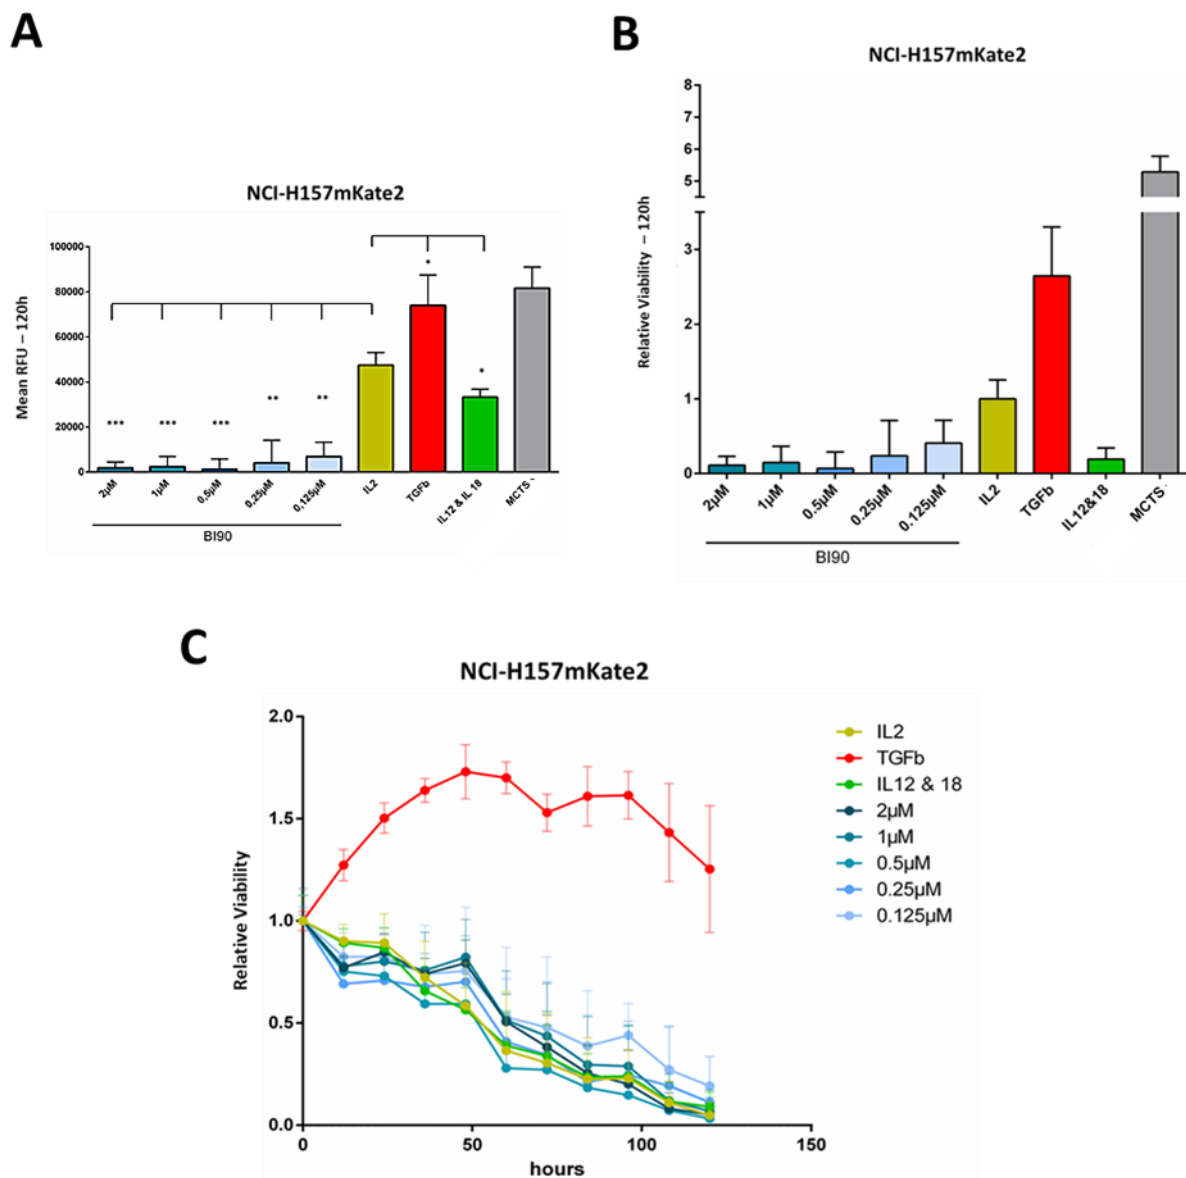 A
NCI-H157mKate2
Mean RFU – 120h
100000
80000
60000
40000
20000
0
***
***
***
**
**
*
*
2µM
1µM
0,5µM
0,25µM
0,125µM
IL2
TGFb
IL12 & IL 18
MCTS
BI90
B
NCI-H157mKate2
Relative Viability – 120h
8
7
6
5
3
2
1
0
2µM
1µM
0.5µM
0.25µM
0.125µM
IL2
TGFb
IL12&18
MCTS
BI90
C
NCI-H157mKate2
Relative Viability
2.0
1.5
1.0
0.5
0.0
0
50
100
150
hours
IL2
TGFb
IL12 & 18
2µM
1µM
0.5µM
0.25µM
0.125µM